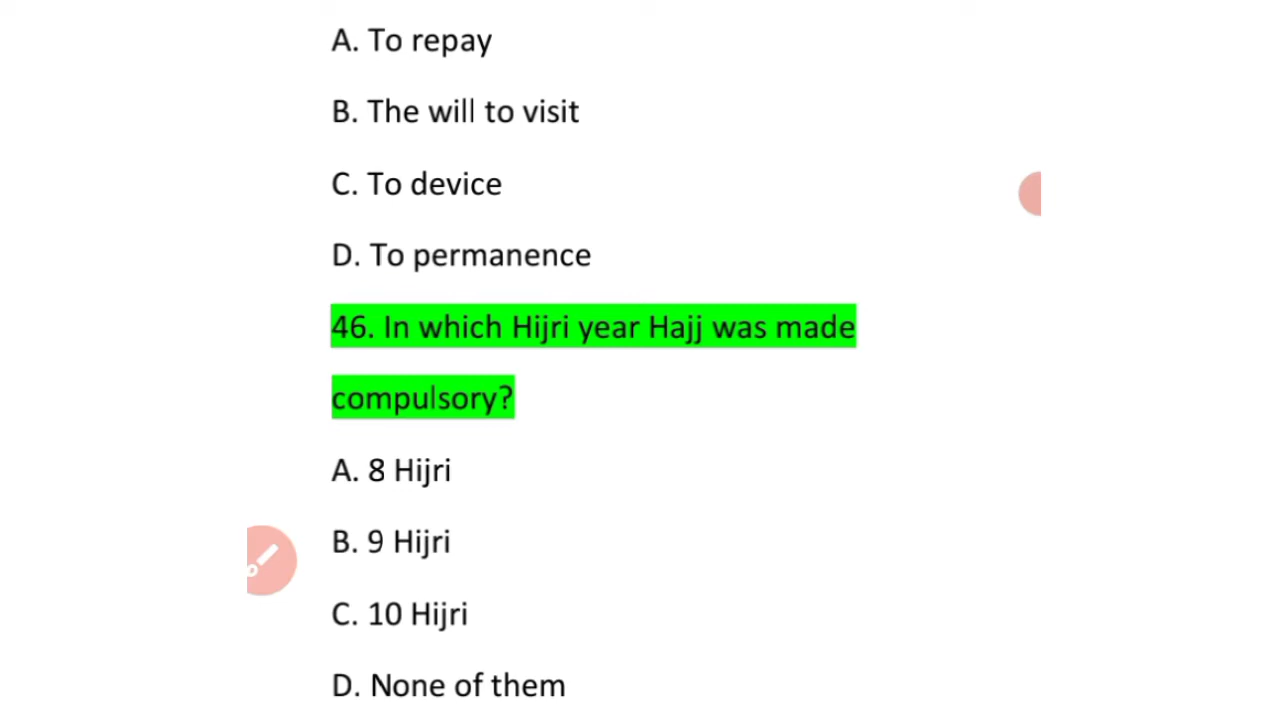 A. To repay
B. The will to visit
C. To device
D. To permanence
46. In which Hijri year Hajj was made
compulsory?
A. 8 Hijri
B. 9 Hijri
C. 10 Hijri
D. None of them